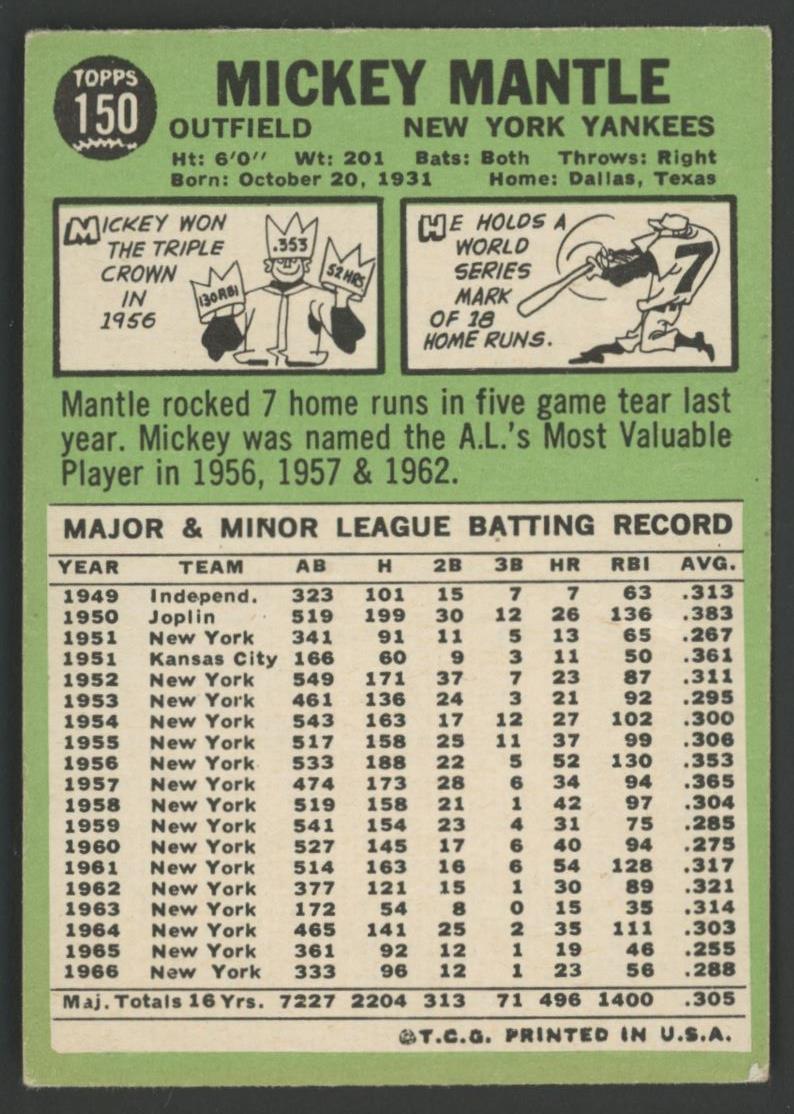 TOPPS
150
MICKEY MANTLE
OUTFIELD NEW YORK YANKEES
Ht: 6'0" Wt: 201 Bats: Both Throws: Right
Born: October 20, 1931 Home: Dallas, Texas
MICKEY WON
THE TRIPLE
CROWN
IN
1956
.353
130 RBI
52 HRS
HE HOLDS A
WORLD
SERIES
MARK
OF 18
HOME RUNS.
7
Mantle rocked 7 home runs in five game tear last
year. Mickey was named the A.L.'s Most Valuable
Player in 1956, 1957 & 1962.
MAJOR & MINOR LEAGUE BATTING RECORD
YEAR TEAM AB H 2B 3B HR RBI AVG.
1949 Independ. 323 101 15 7 7 63 .313
1950 Joplin 519 199 30 12 26 136 .383
1951 New York 341 91 11 5 13 65 .267
1951 Kansas City 166 60 9 3 11 50 .361
1952 New York 549 171 37 7 23 87 .311
1953 New York 461 136 24 3 21 92 .295
1954 New York 543 163 17 12 27 102 .300
1955 New York 517 158 25 11 37 99 .306
1956 New York 533 188 22 5 52 130 .353
1957 New York 474 173 28 6 34 94 .365
1958 New York 519 158 21 1 42 97 .304
1959 New York 541 154 23 4 31 75 .285
1960 New York 527 145 17 6 40 94 .275
1961 New York 514 163 16 6 54 128 .317
1962 New York 377 121 15 1 30 89 .321
1963 New York 172 54 8 0 15 35 .314
1964 New York 465 141 25 2 35 111 .303
1965 New York 361 92 12 1 19 46 .255
1966 New York 333 96 12 1 23 56 .288
Maj. Totals 16 Yrs. 7227 2204 313 71 496 1400 .305
©T.C.G. PRINTED IN U.S.A.